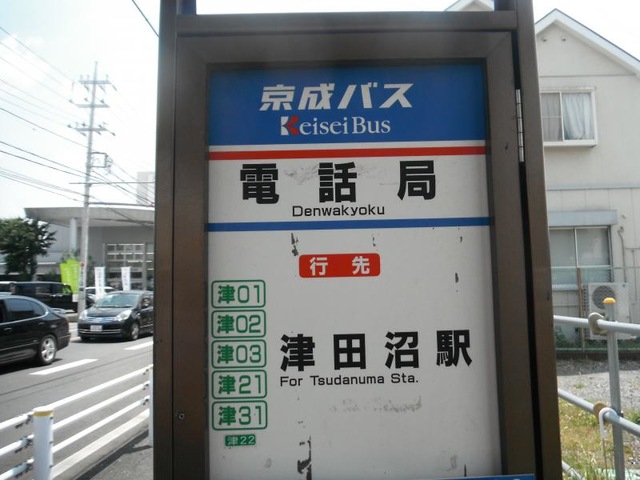 京成バス
KeiseiBus
電話局
Denwakyoku
行先
津01
津02
津03
津21
津31
津22
津田沼駅
For Tsudanuma Sta.